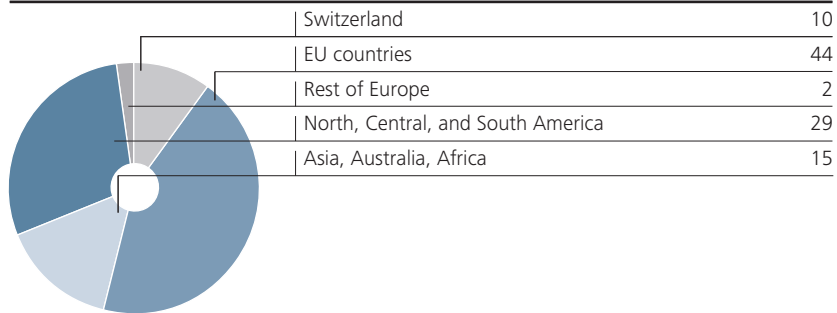 Switzerland 10
EU countries 44
Rest of Europe 2
North, Central, and South America 29
Asia, Australia, Africa 15